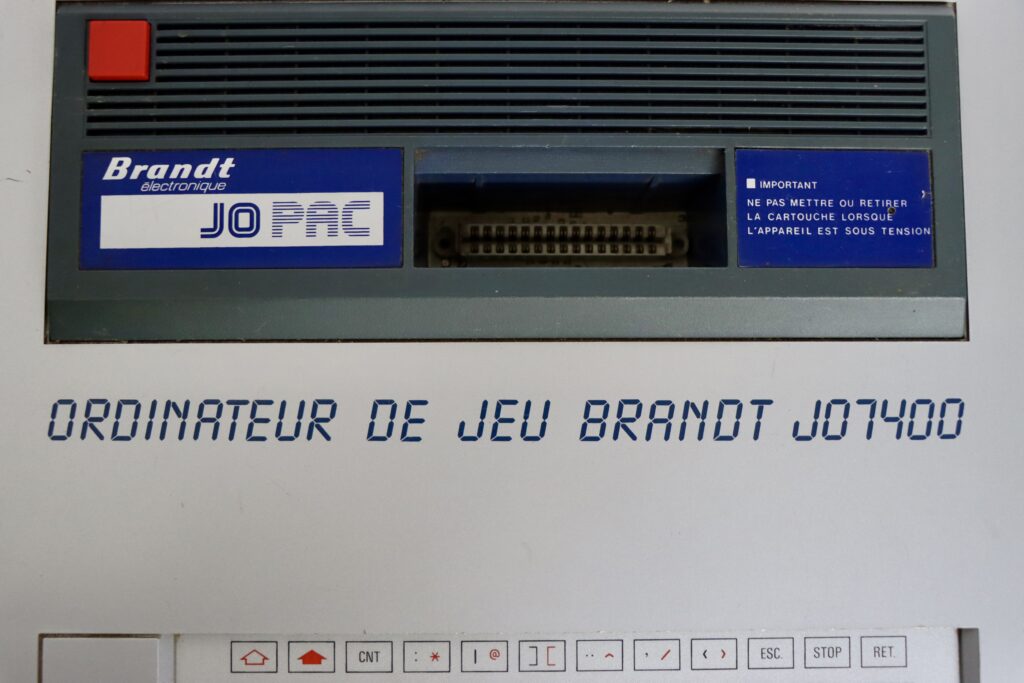 Brandt
électronique
JO PAC
IMPORTANT
NE PAS METTRE OU RETIRER
LA CARTOUCHE LORSQUE
L'APPAREIL EST SOUS TENSION
ORDINATEUR DE JEU BRANDT JO7400
CNT : * | @ ] [ ¨ ^ , / < > ESC. STOP RET.